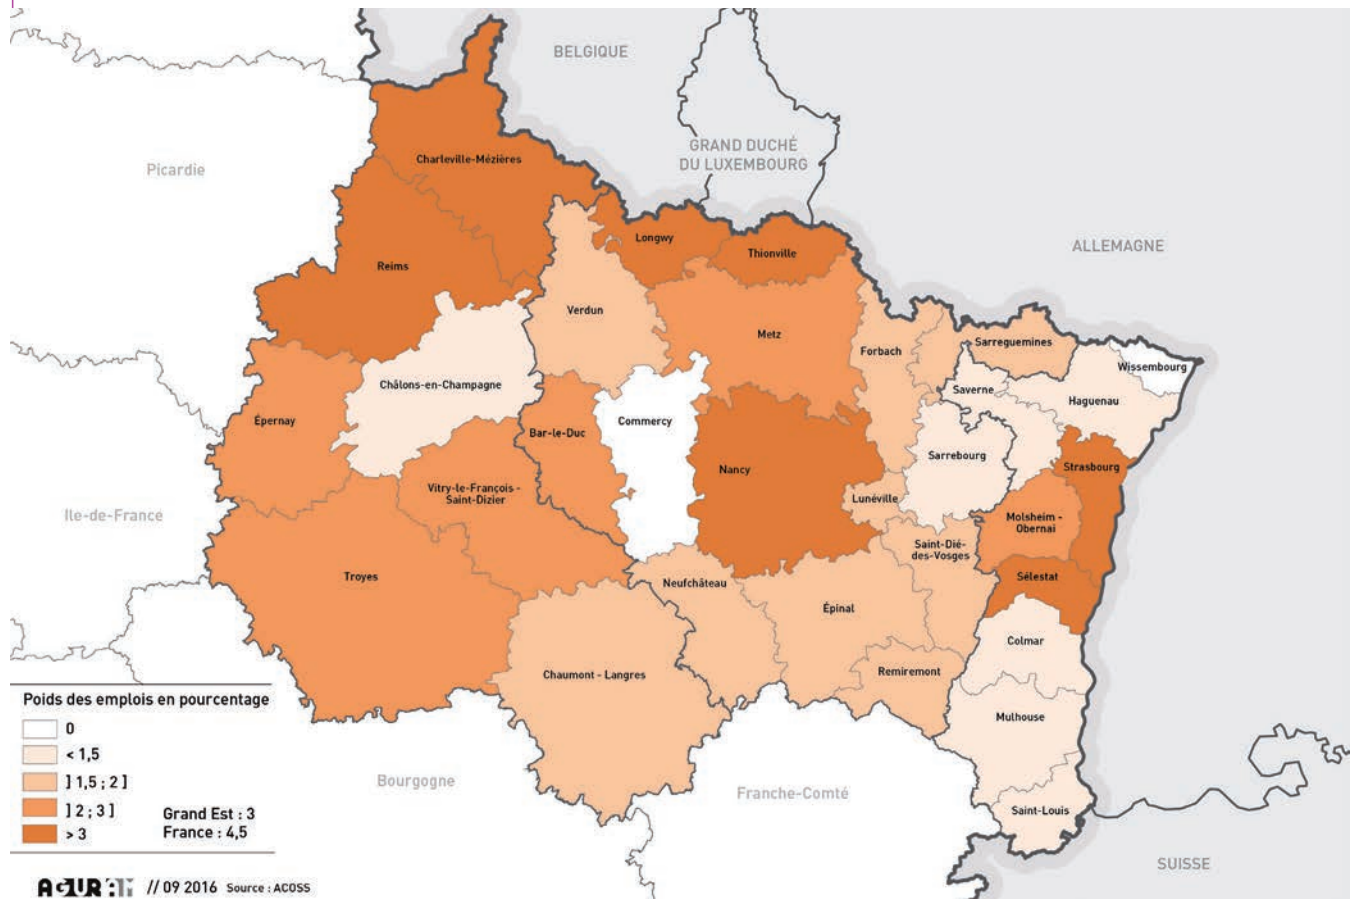 BELGIQUE
GRAND DUCHÉ
DU LUXEMBOURG
Picardie
Charleville-Mézières
ALLEMAGNE
Longwy
Thionville
Reims
Verdun
Metz
Forbach
Sarreguemines
Wissembourg
Châlons-en-Champagne
Saverne
Haguenau
Épernay
Bar-le-Duc
Commercy
Sarrebourg
Nancy
Strasbourg
Vitry-le-François -
Saint-Dizier
Lunéville
Ile-de-France
Molsheim -
Obernai
Saint-Dié-
des-Vosges
Troyes
Neufchâteau
Sélestat
Épinal
Colmar
Chaumont - Langres
Remiremont
Mulhouse
Bourgogne
Franche-Comté
Saint-Louis
SUISSE
Poids des emplois en pourcentage
0
< 1,5
] 1,5 ; 2 ]
] 2 ; 3 ]
> 3
Grand Est : 3
France : 4,5
// 09 2016 Source : ACOSS